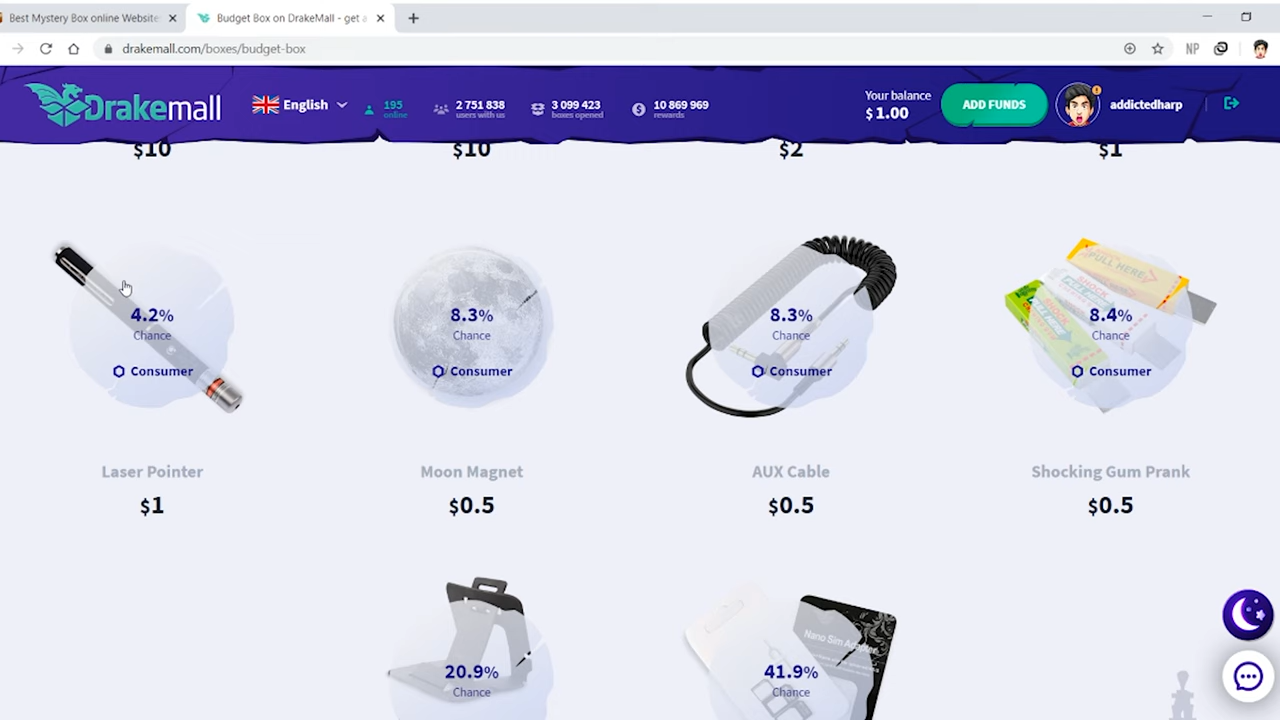 Best Mystery Box online Website
Budget Box on DrakeMall - get a
drakemall.com/boxes/budget-box
NP
Drakemall
English
195
online
2 751 838
users with us
3 099 423
boxes opened
10 869 969
rewards
Your balance
$ 1.00
ADD FUNDS
addictedharp
$10
$10
$2
$1
4.2%
Chance
Consumer
8.3%
Chance
Consumer
8.3%
Chance
Consumer
PULL HERE
SHOCK
8.4%
Chance
Consumer
Laser Pointer
$1
Moon Magnet
$0.5
AUX Cable
$0.5
Shocking Gum Prank
$0.5
20.9%
Chance
Nano Sim Adapter
41.9%
Chance